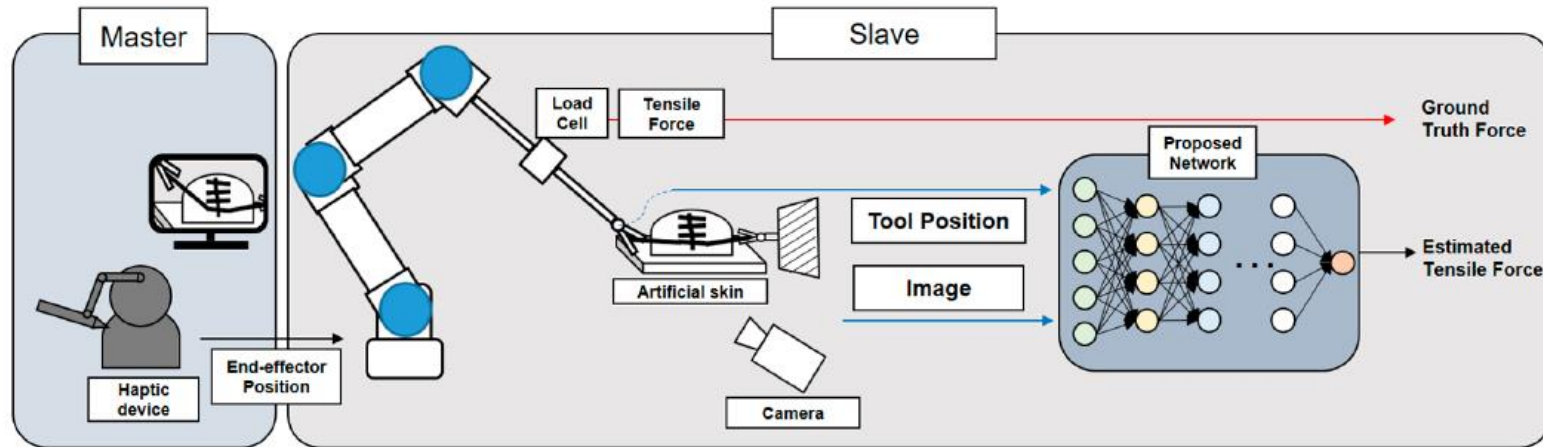 Master
Slave
Load
Cell
Tensile
Force
Ground
Truth Force
Proposed
Network
Tool Position
Estimated
Tensile Force
Image
Artificial skin
End-effector
Position
Haptic
device
Camera